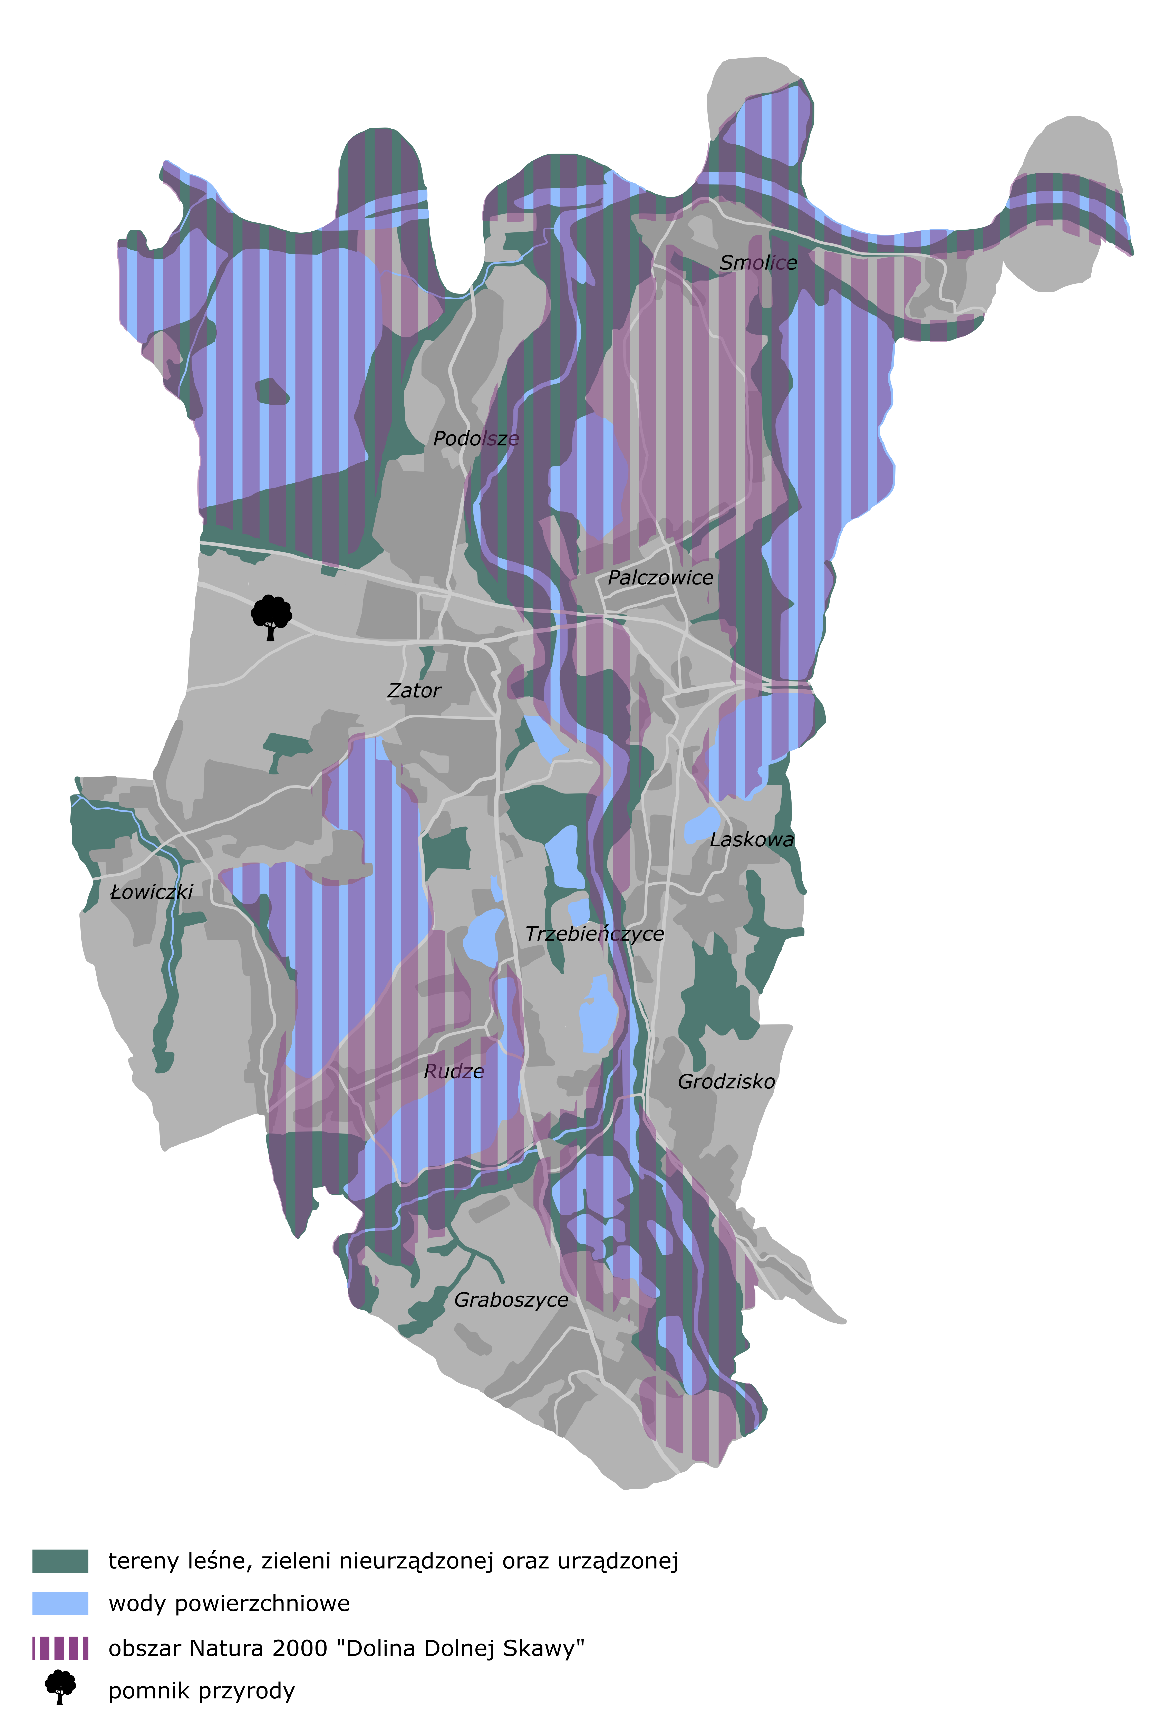 Smolice
Podolsze
Palczowice
Zator
Laskowa
Łowiczki
Trzebieńczyce
Rudze
Grodzisko
Graboszyce
tereny leśne, zieleni nieurządzonej oraz urządzonej
wody powierzchniowe
obszar Natura 2000 "Dolina Dolnej Skawy"
pomnik przyrody